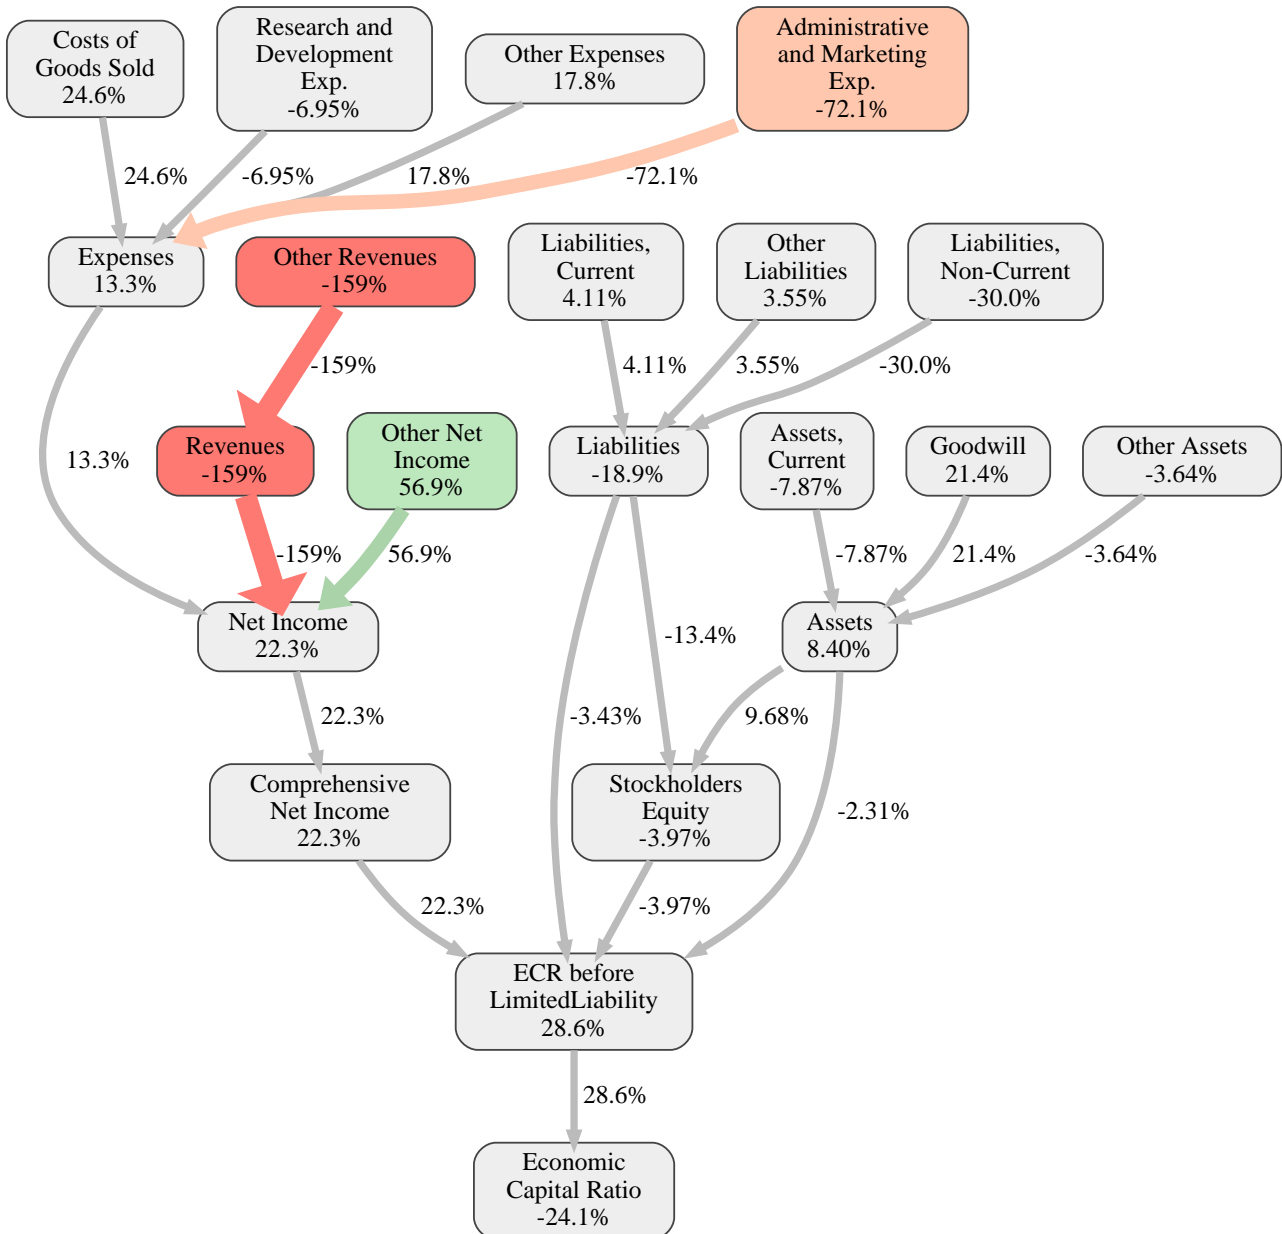 Costs of
Goods Sold
24.6%
Research and
Development
Exp.
-6.95%
Other Expenses
17.8%
Administrative
and Marketing
Exp.
-72.1%
24.6%
-6.95%
17.8%
-72.1%
Expenses
13.3%
Other Revenues
-159%
Liabilities,
Current
4.11%
Other
Liabilities
3.55%
Liabilities,
Non-Current
-30.0%
-159%
4.11%
3.55%
-30.0%
13.3%
Revenues
-159%
Other Net
Income
56.9%
Liabilities
-18.9%
Assets,
Current
-7.87%
Goodwill
21.4%
Other Assets
-3.64%
-159%
56.9%
-7.87%
21.4%
-3.64%
Net Income
22.3%
-13.4%
Assets
8.40%
22.3%
-3.43%
9.68%
Comprehensive
Net Income
22.3%
Stockholders
Equity
-3.97%
-2.31%
22.3%
-3.97%
ECR before
LimitedLiability
28.6%
28.6%
Economic
Capital Ratio
-24.1%